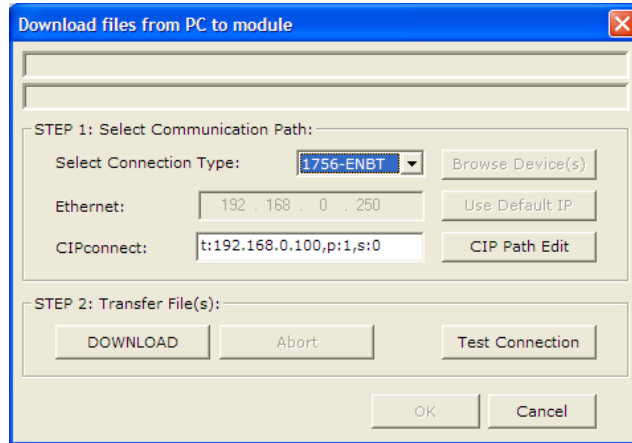 Download files from PC to module
STEP 1: Select Communication Path:
Select Connection Type: 1756-ENBT Browse Device(s)
Ethernet: 192 . 168 . 0 . 250 Use Default IP
CIPconnect: t:192.168.0.100,p:1,s:0 CIP Path Edit
STEP 2: Transfer File(s):
DOWNLOAD Abort Test Connection
OK Cancel